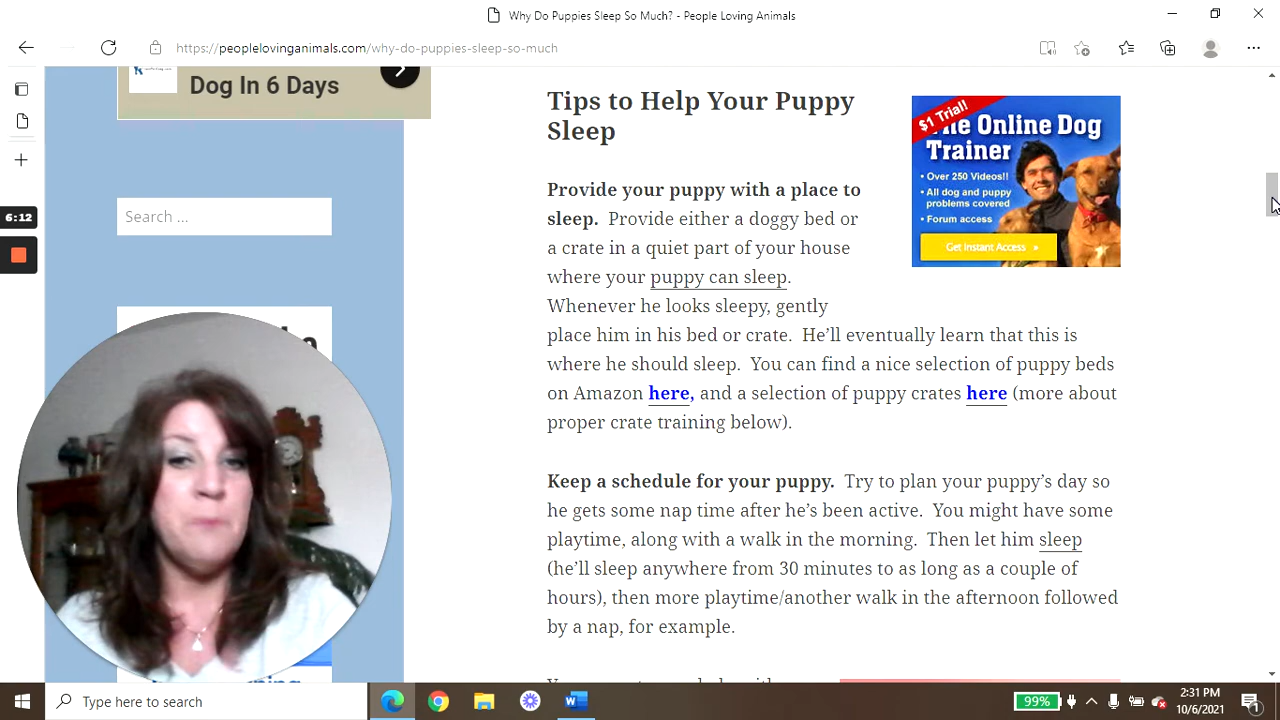 Why Do Puppies Sleep So Much? - People Loving Animals
https://peoplelovinganimals.com/why-do-puppies-sleep-so-much
Dog In 6 Days
Search ...
6:12
Tips to Help Your Puppy
Sleep
Provide your puppy with a place to
sleep. Provide either a doggy bed or
a crate in a quiet part of your house
where your puppy can sleep.
Whenever he looks sleepy, gently
place him in his bed or crate. He'll eventually learn that this is
where he should sleep. You can find a nice selection of puppy beds
on Amazon here, and a selection of puppy crates here (more about
proper crate training below).
Keep a schedule for your puppy. Try to plan your puppy's day so
he gets some nap time after he's been active. You might have some
playtime, along with a walk in the morning. Then let him sleep
(he'll sleep anywhere from 30 minutes to as long as a couple of
hours), then more playtime/another walk in the afternoon followed
by a nap, for example.
$1 Trial!
The Online Dog
Trainer
• Over 250 Videos!!
• All dog and puppy
problems covered
• Forum access
Get Instant Access »
Type here to search
99%
2:31 PM
10/6/2021
1